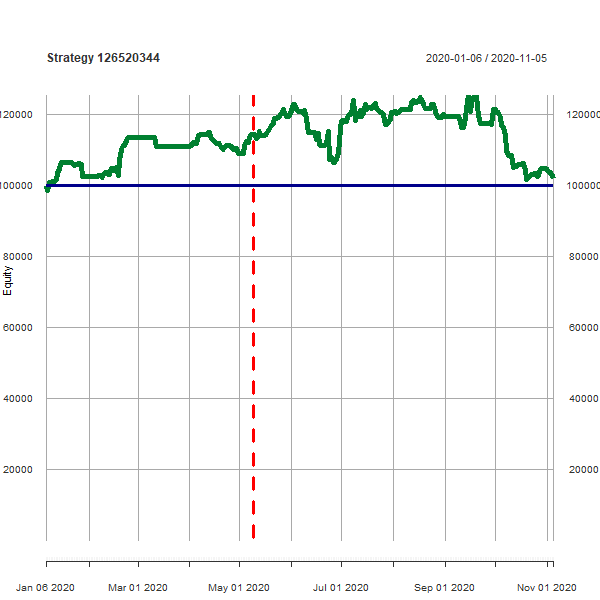 Strategy 126520344
2020-01-06 / 2020-11-05
120000
120000
100000
100000
80000
80000
60000
60000
40000
40000
20000
20000
Equity
Jan 06 2020
Mar 01 2020
May 01 2020
Jul 01 2020
Sep 01 2020
Nov 01 2020